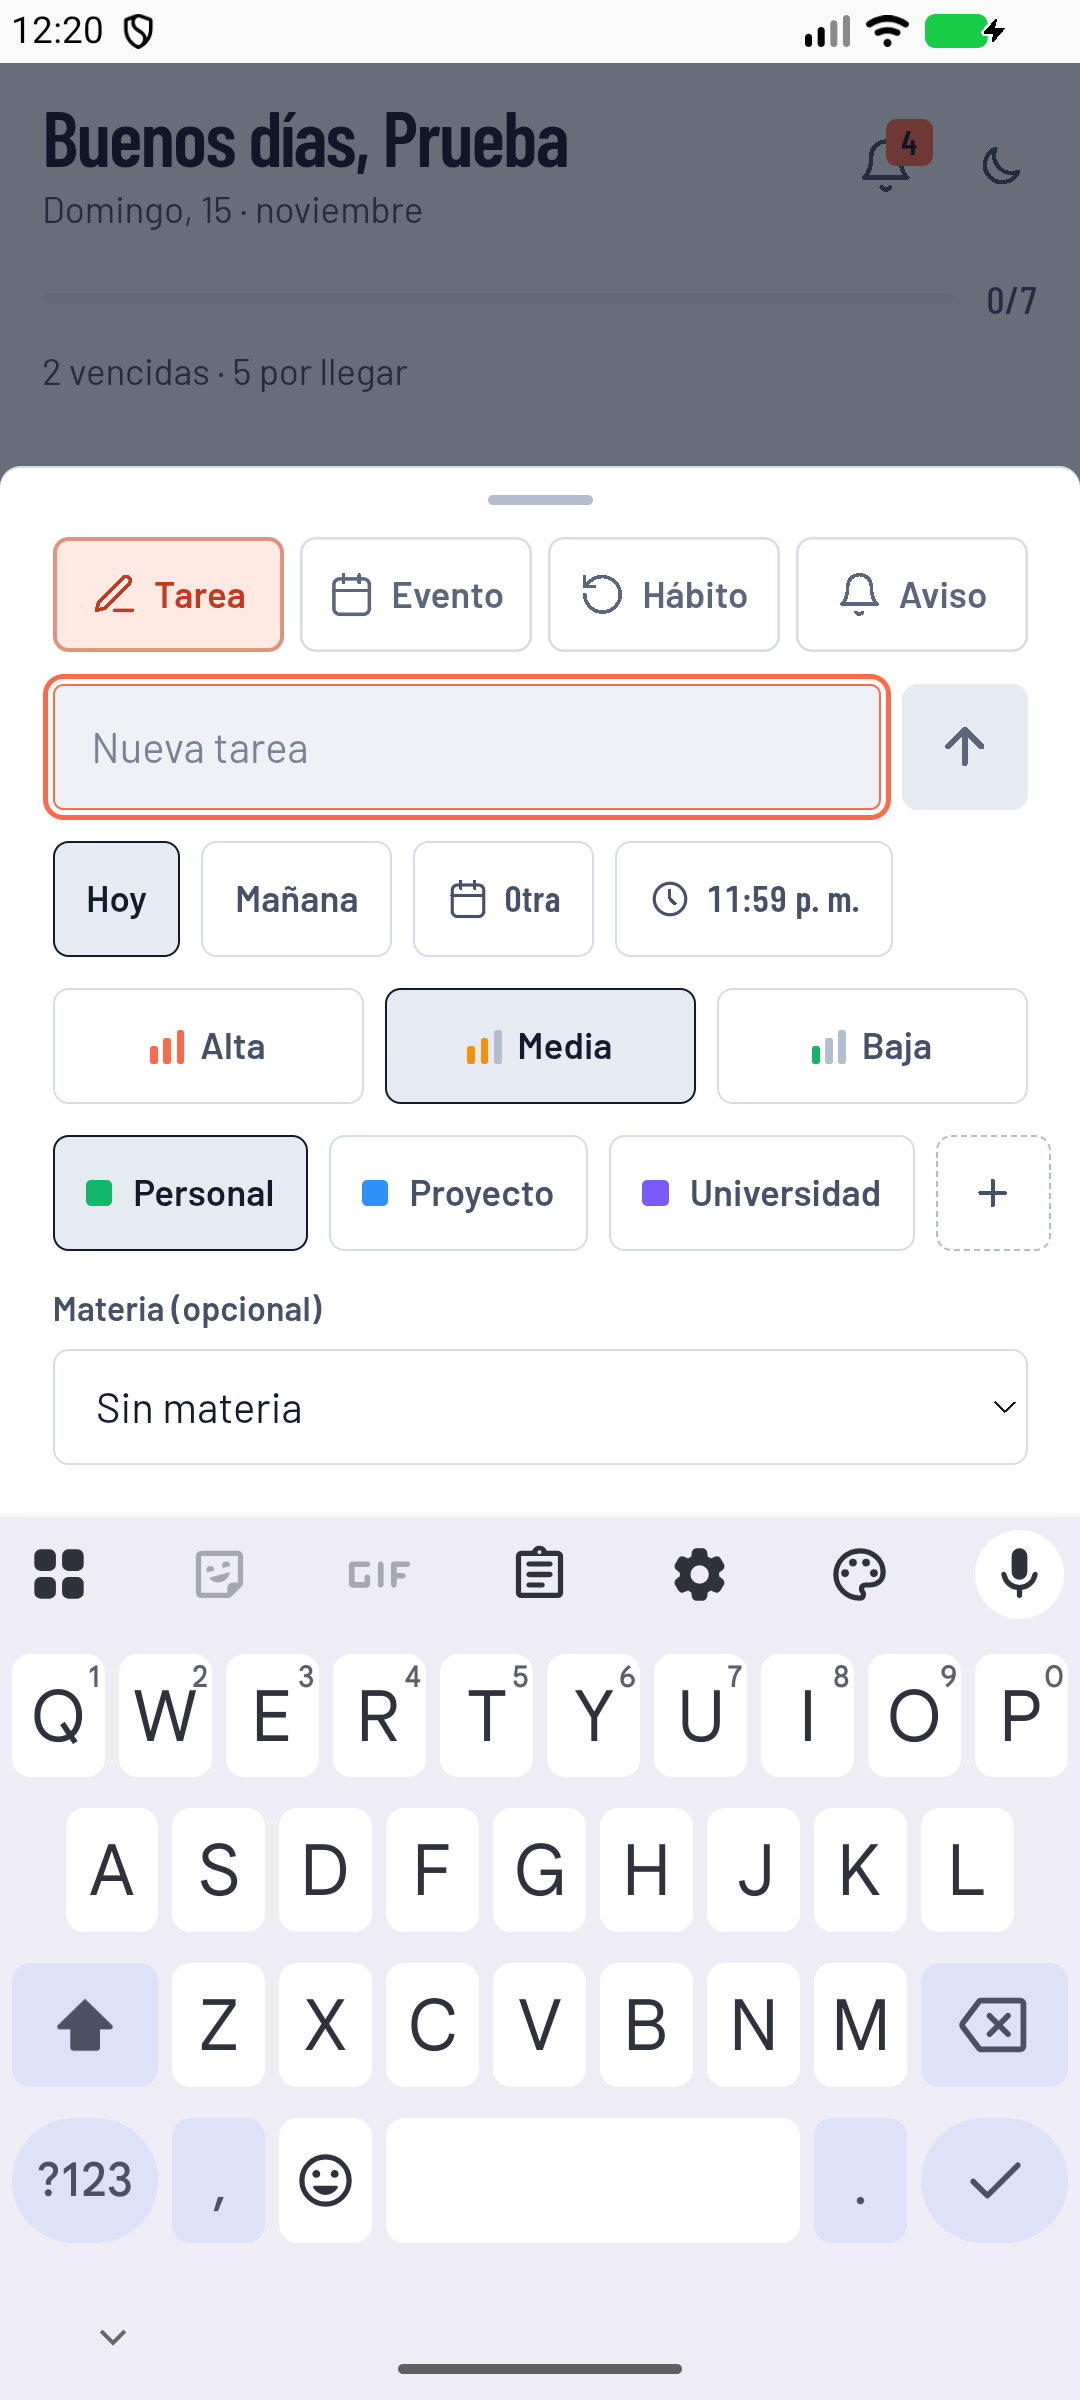 12:20
Buenos días, Prueba
4
Domingo, 15 · noviembre
0/7
2 vencidas · 5 por llegar
Tarea Evento Hábito Aviso
Nueva tarea
Hoy Mañana Otra 11:59 p. m.
Alta Media Baja
Personal Proyecto Universidad +
Materia (opcional)
Sin materia
GIF
Q 1 W 2 E 3 R 4 T 5 Y 6 U 7 I 8 O 9 P 0
A S D F G H J K L
Z X C V B N M
?123 , .